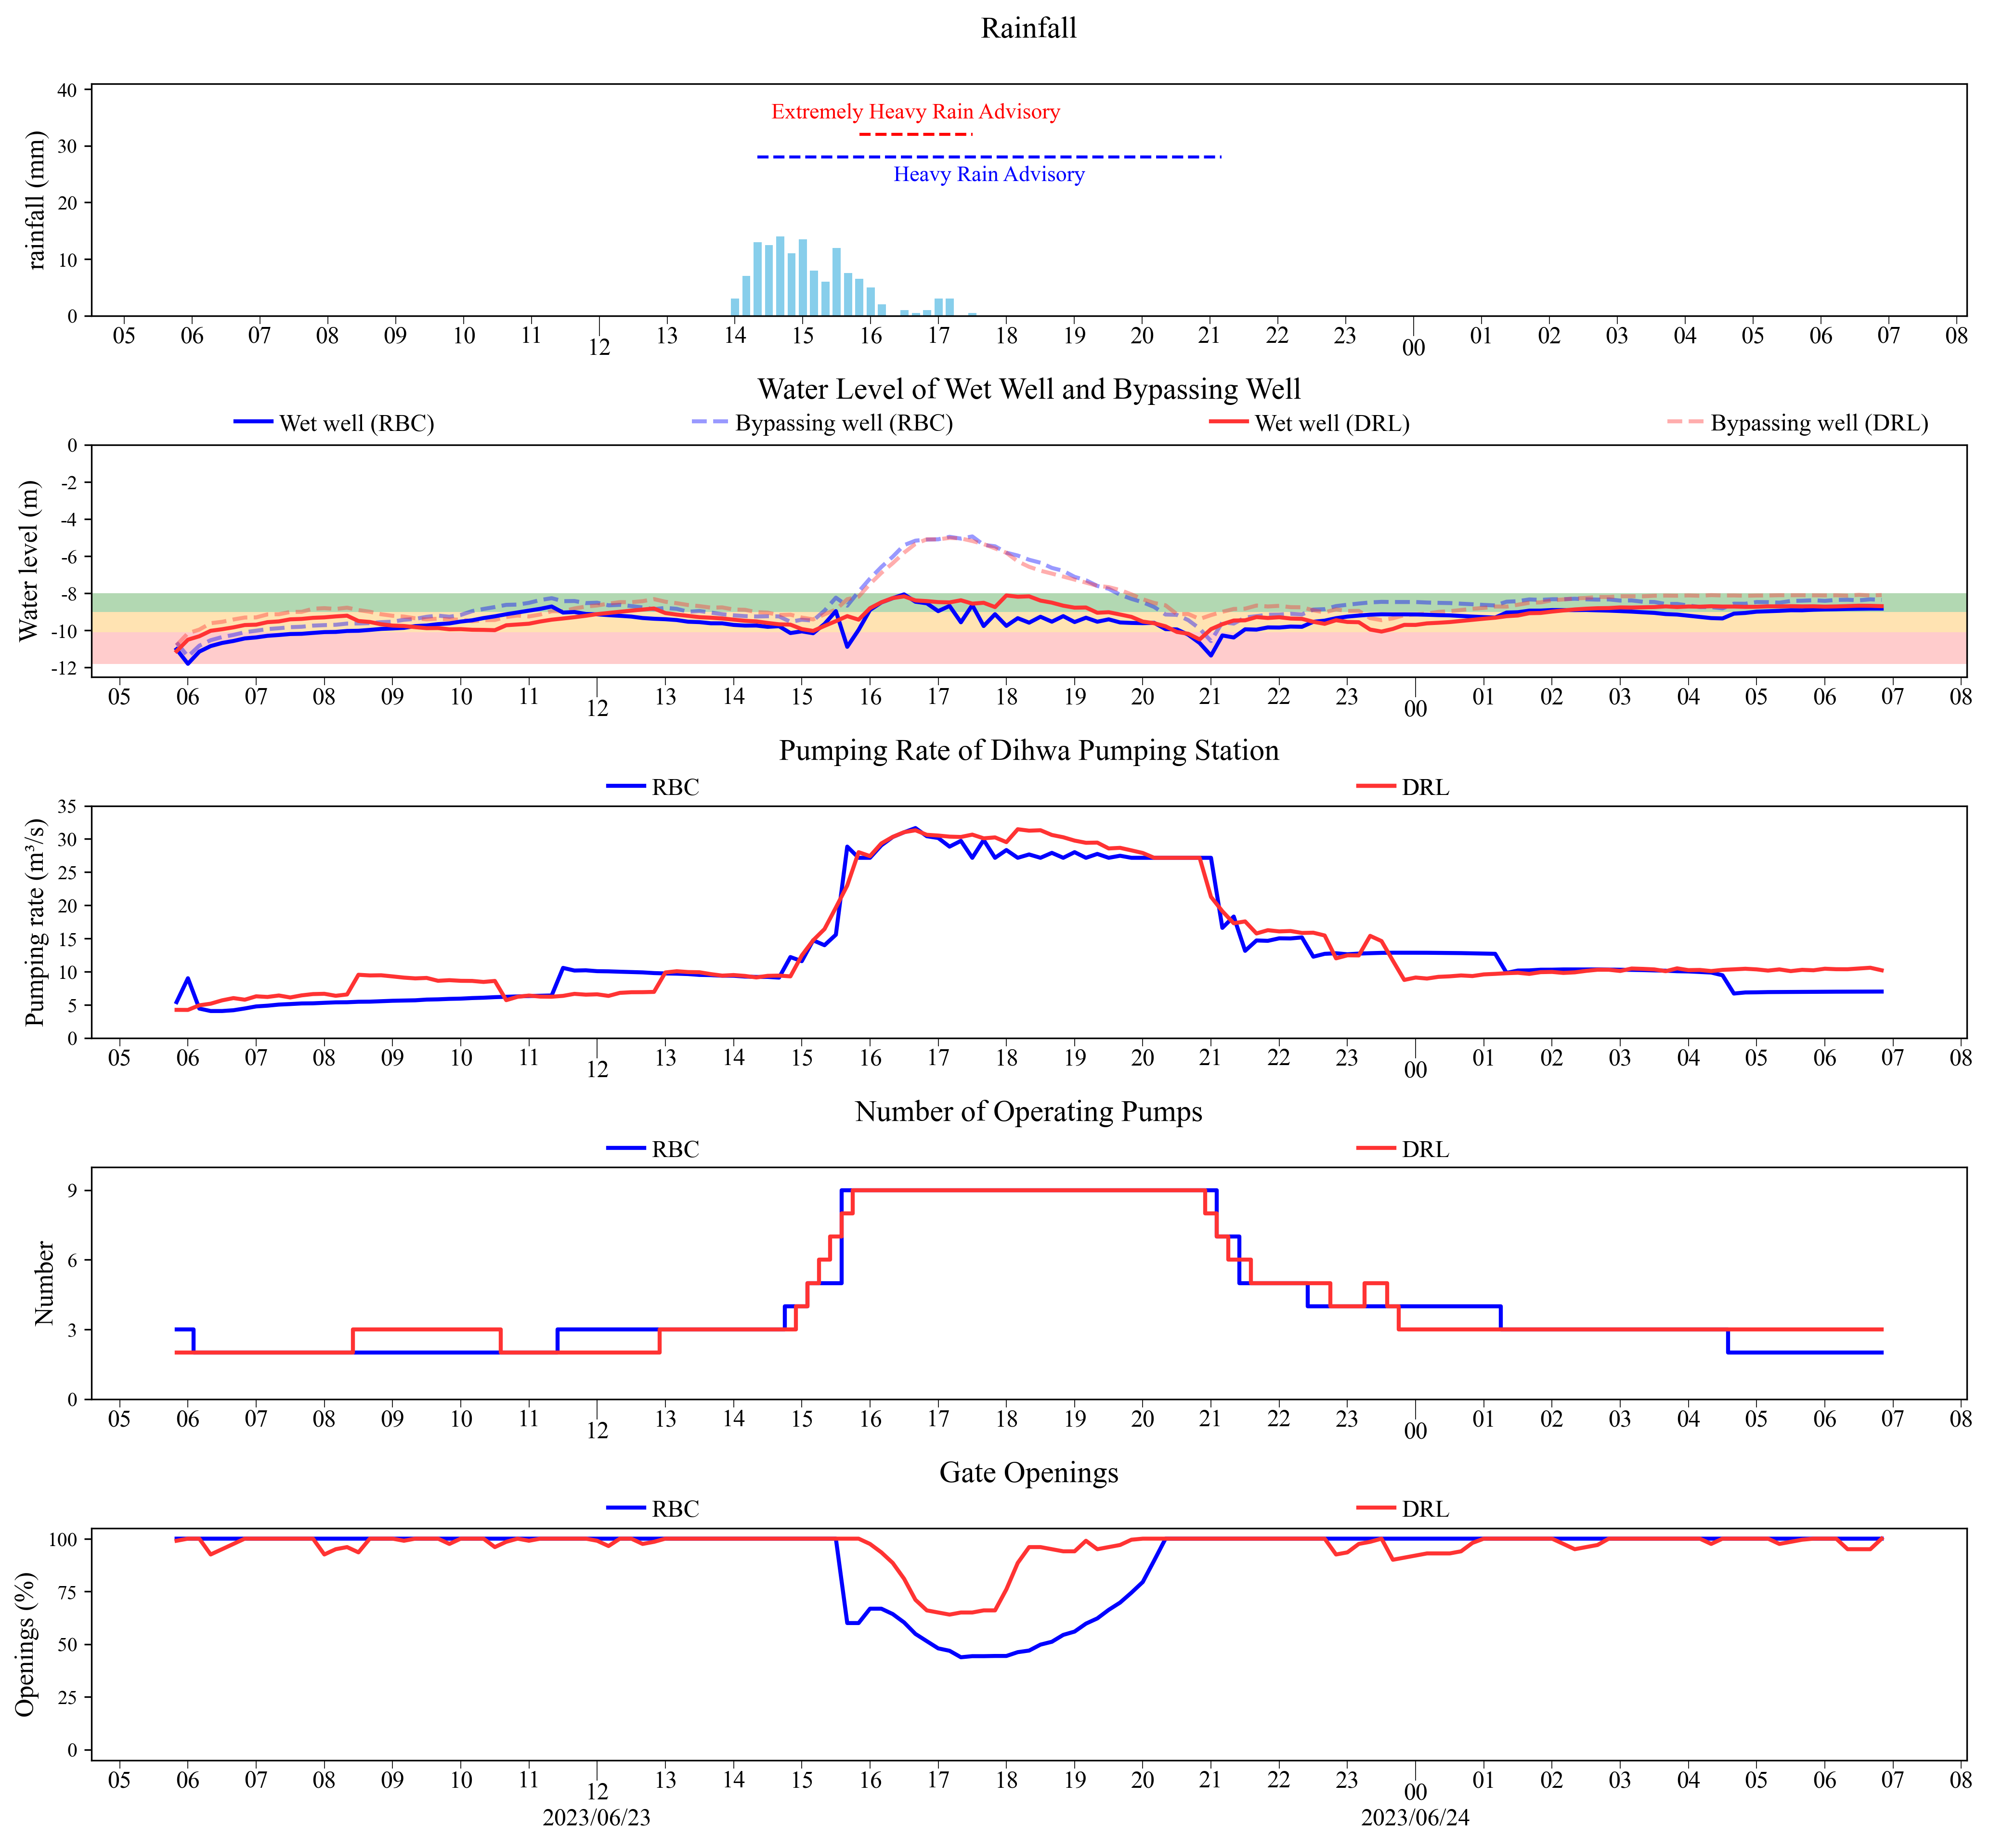 Rainfall
40
30
20
10
0
rainfall (mm)
Extremely Heavy Rain Advisory
Heavy Rain Advisory
05 06 07 08 09 10 11 12 13 14 15 16 17 18 19 20 21 22 23 00 01 02 03 04 05 06 07 08
Water Level of Wet Well and Bypassing Well
Wet well (RBC) Bypassing well (RBC) Wet well (DRL) Bypassing well (DRL)
0
-2
-4
-6
-8
-10
-12
Water level (m)
05 06 07 08 09 10 11 12 13 14 15 16 17 18 19 20 21 22 23 00 01 02 03 04 05 06 07 08
Pumping Rate of Dihwa Pumping Station
RBC DRL
35
30
25
20
15
10
5
0
Pumping rate (m³/s)
05 06 07 08 09 10 11 12 13 14 15 16 17 18 19 20 21 22 23 00 01 02 03 04 05 06 07 08
Number of Operating Pumps
RBC DRL
9
6
3
0
Number
05 06 07 08 09 10 11 12 13 14 15 16 17 18 19 20 21 22 23 00 01 02 03 04 05 06 07 08
Gate Openings
RBC DRL
100
75
50
25
0
Openings (%)
05 06 07 08 09 10 11 12 13 14 15 16 17 18 19 20 21 22 23 00 01 02 03 04 05 06 07 08
2023/06/23 2023/06/24